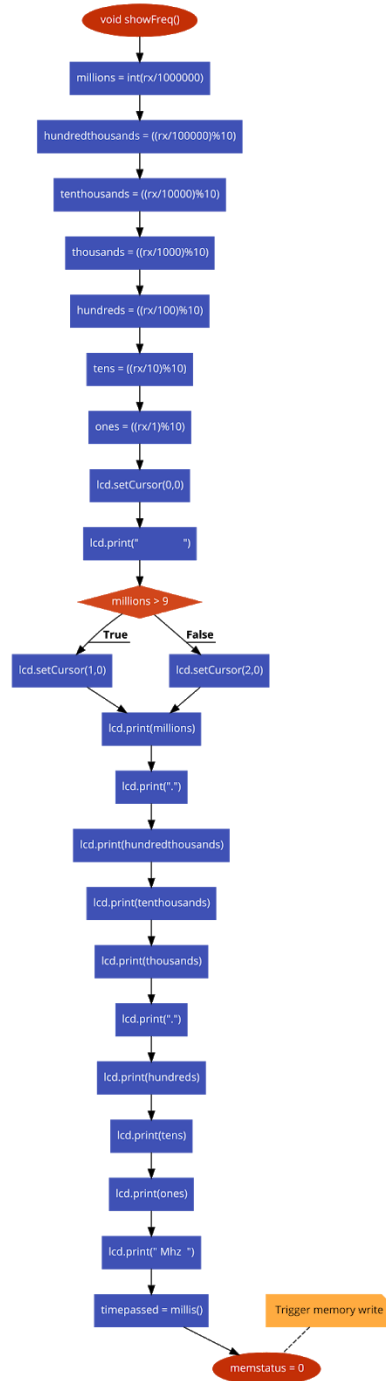 void showFreq()
millions = int(rx/1000000)
hundredthousands = ((rx/100000)%10)
tenthousands = ((rx/10000)%10)
thousands = ((rx/1000)%10)
hundreds = ((rx/100)%10)
tens = ((rx/10)%10)
ones = ((rx/1)%10)
lcd.setCursor(0,0)
lcd.print("                ")
millions > 9
True
False
lcd.setCursor(1,0)
lcd.setCursor(2,0)
lcd.print(millions)
lcd.print(".")
lcd.print(hundredthousands)
lcd.print(tenthousands)
lcd.print(thousands)
lcd.print(".")
lcd.print(hundreds)
lcd.print(tens)
lcd.print(ones)
lcd.print(" Mhz  ")
timepassed = millis()
Trigger memory write
memstatus = 0